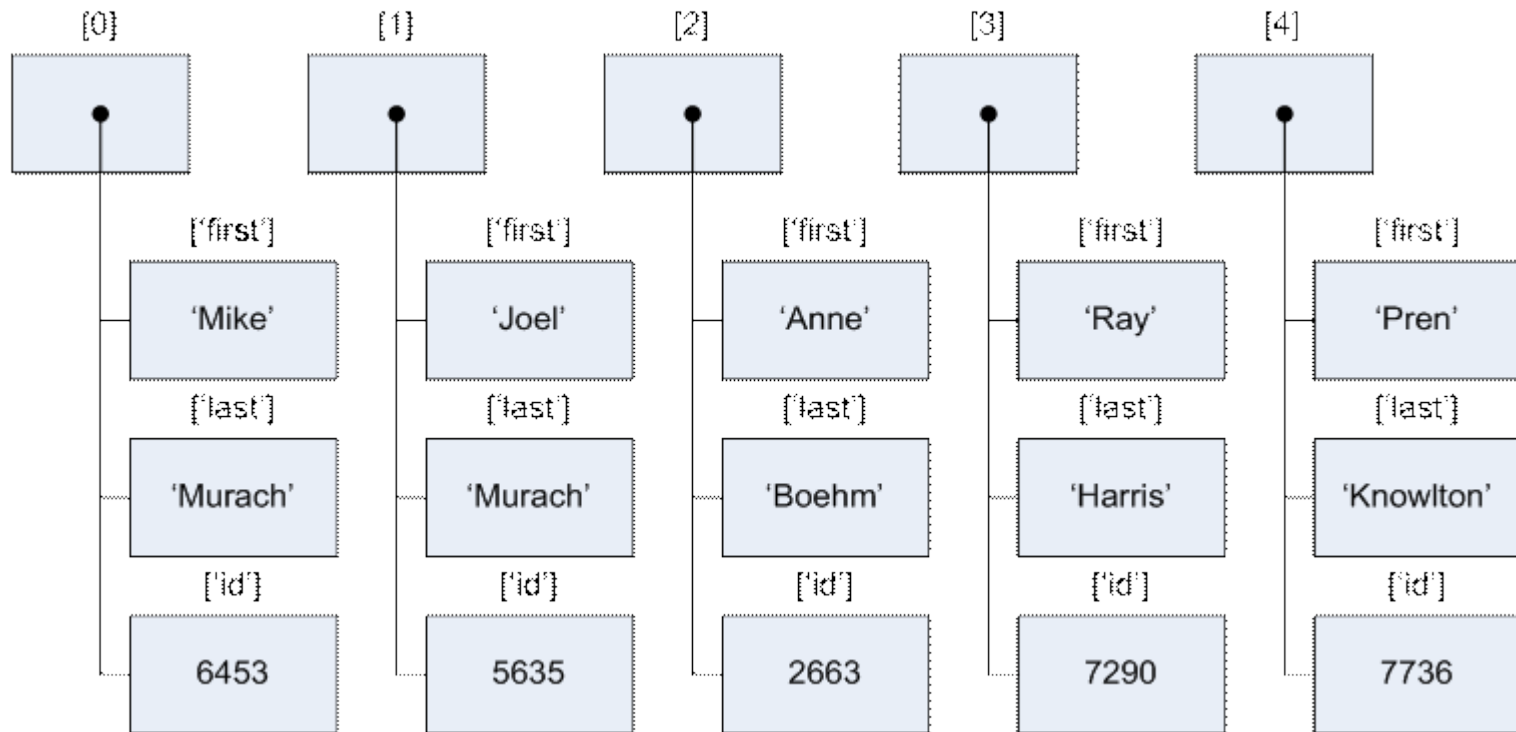 [0] [1] [2] [3] [4]
['first'] ['first'] ['first'] ['first'] ['first']
‘Mike’ ‘Joel’ ‘Anne’ ‘Ray’ ‘Pren’
['last'] ['last'] ['last'] ['last'] ['last']
‘Murach’ ‘Murach’ ‘Boehm’ ‘Harris’ ‘Knowlton’
['id'] ['id'] ['id'] ['id'] ['id']
6453 5635 2663 7290 7736